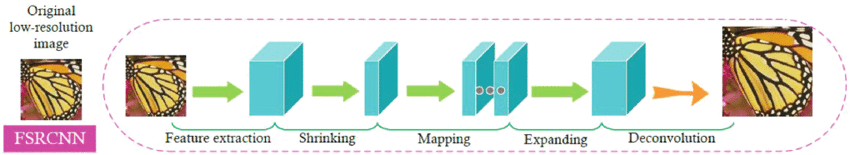 Original
low-resolution
image
FSRCNN
Feature extraction
Shrinking
Mapping
Expanding
Deconvolution